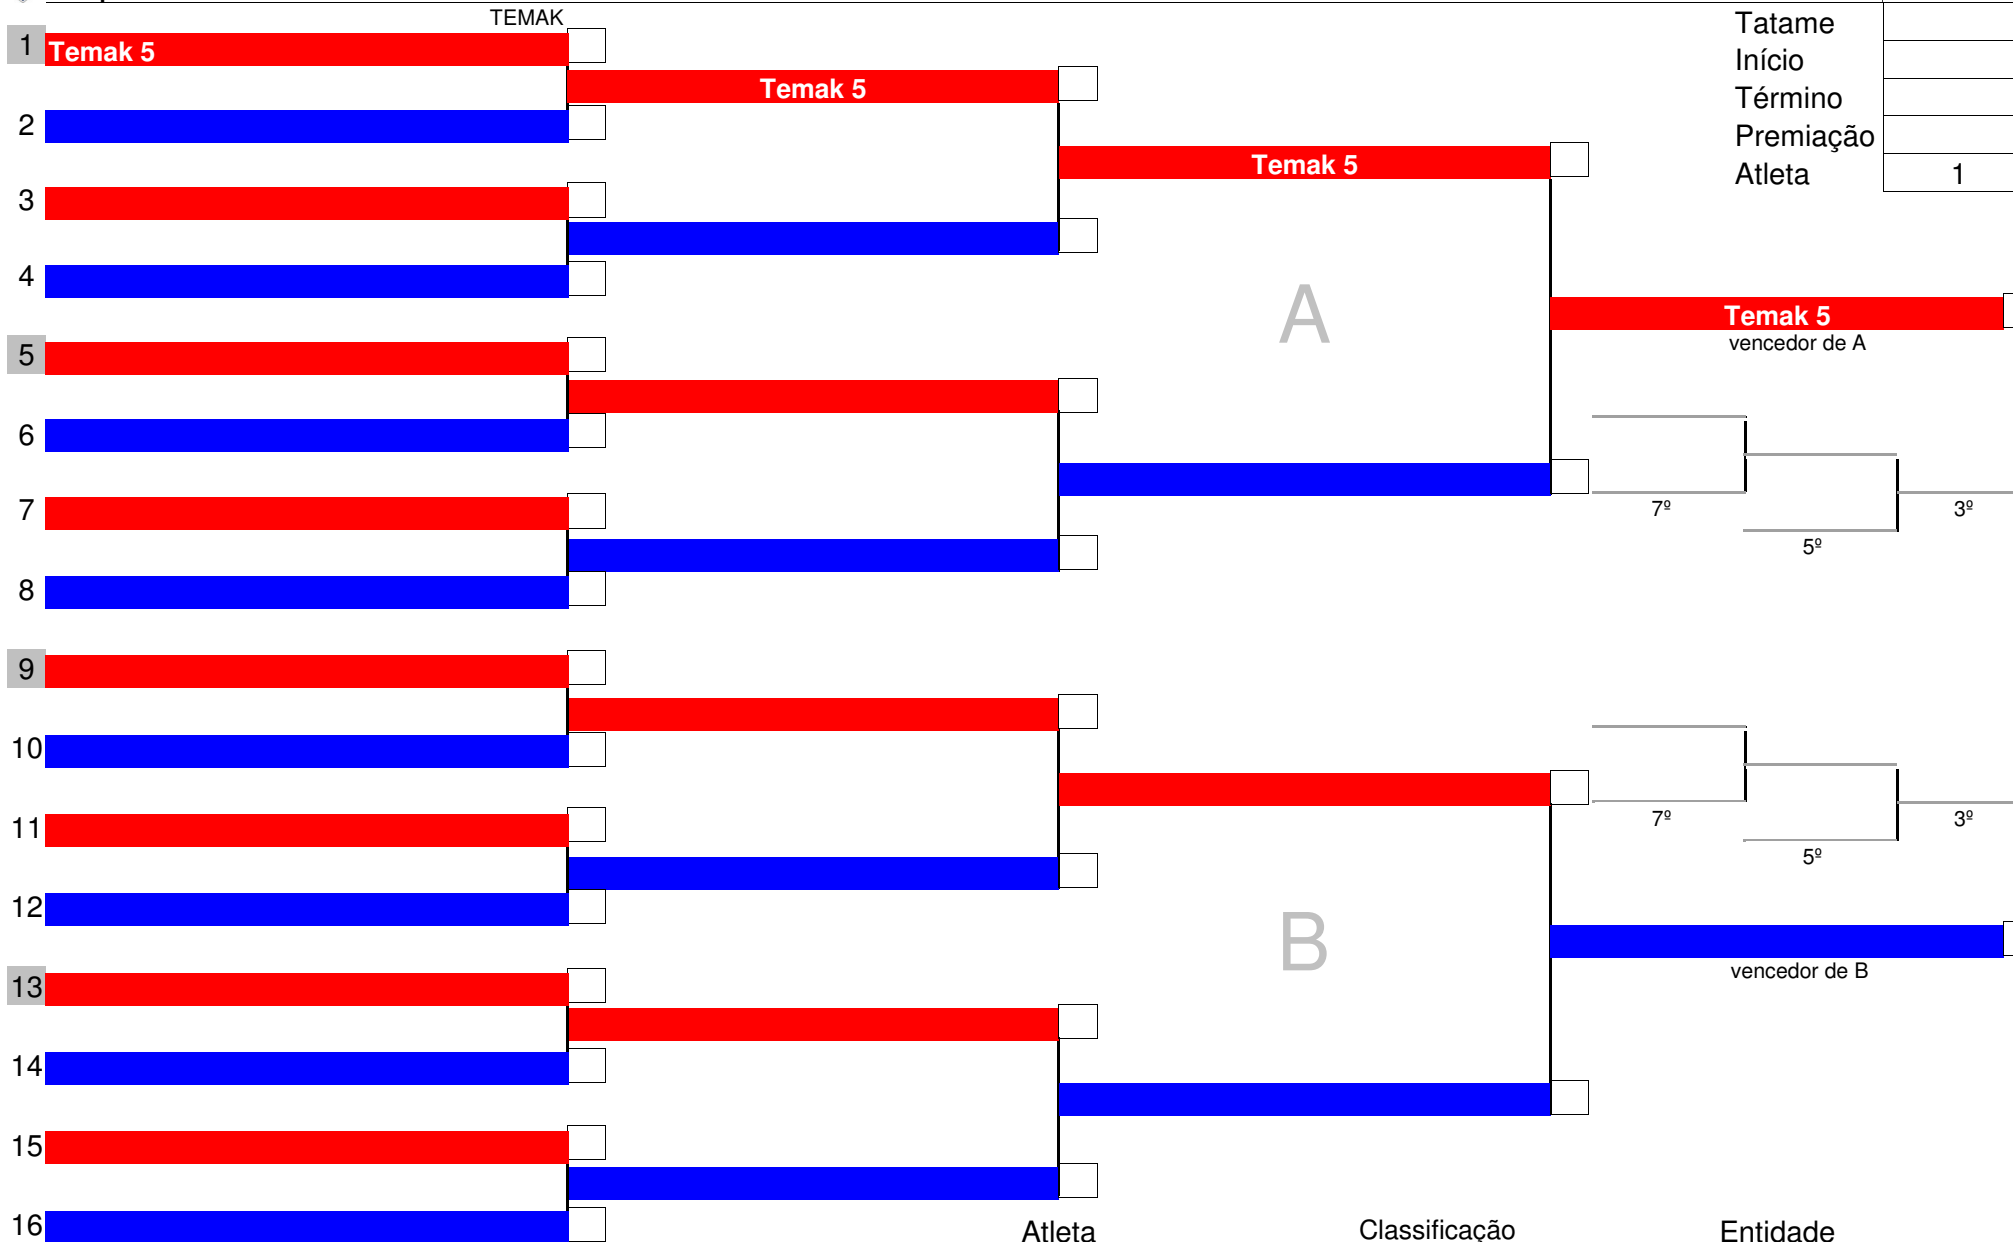 TEMAK
Tatame
1
Temak 5
Temak 5
Início
Término
2
Premiação
Temak 5
Atleta 1
3
4
A
Temak 5
5
vencedor de A
6
7
7º
3º
5º
8
9
10
11
7º
3º
5º
12
B
13
vencedor de B
14
15
16
Atleta Classificação Entidade